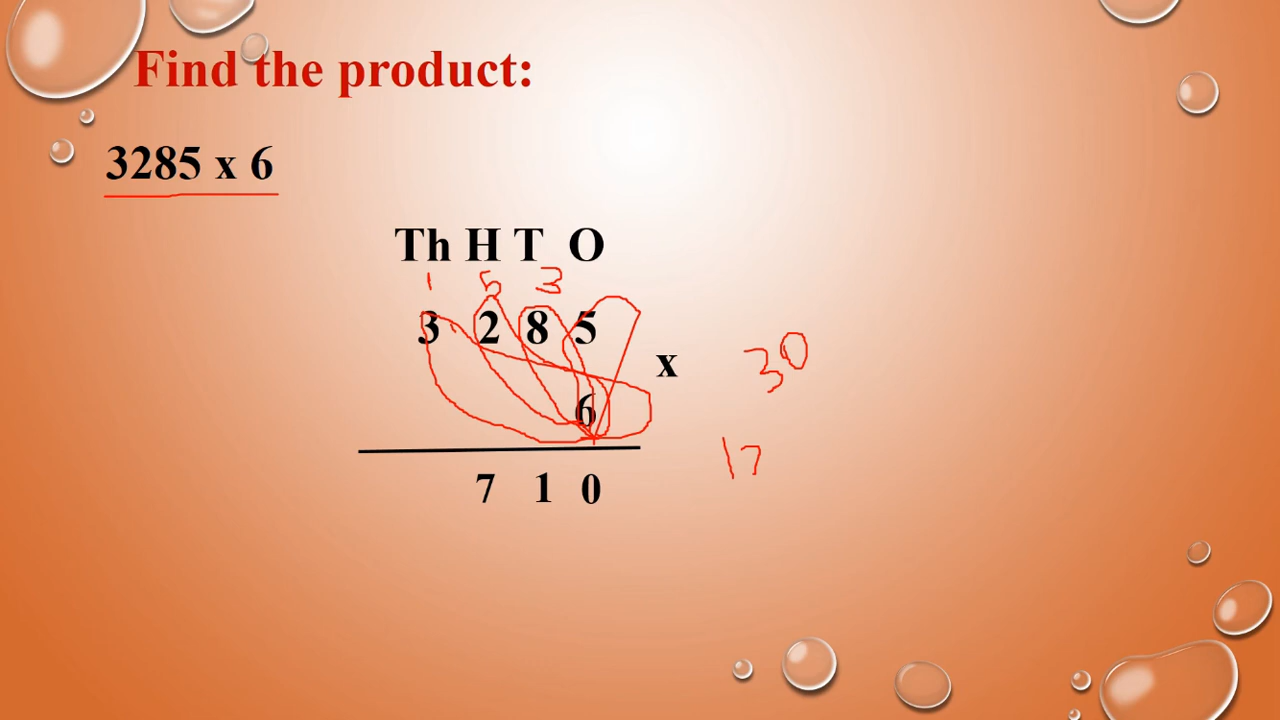 Find the product:
3285 x 6
Th H T O
1 5 3
3 2 8 5
x
30
6
17
7 1 0